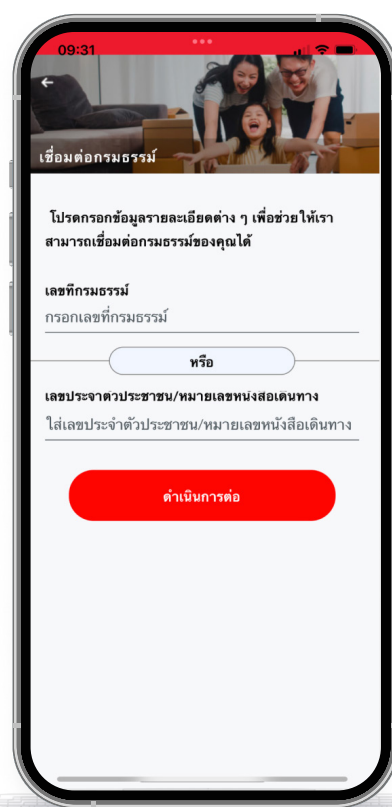 09:31
เชื่อมต่อกรมธรรม์
โปรดกรอกข้อมูลรายละเอียดต่าง ๆ เพื่อช่วยให้เรา
สามารถเชื่อมต่อกรมธรรม์ของคุณได้
เลขที่กรมธรรม์
กรอกเลขที่กรมธรรม์
หรือ
เลขประจำตัวประชาชน/หมายเลขหนังสือเดินทาง
ใส่เลขประจำตัวประชาชน/หมายเลขหนังสือเดินทาง
ดำเนินการต่อ